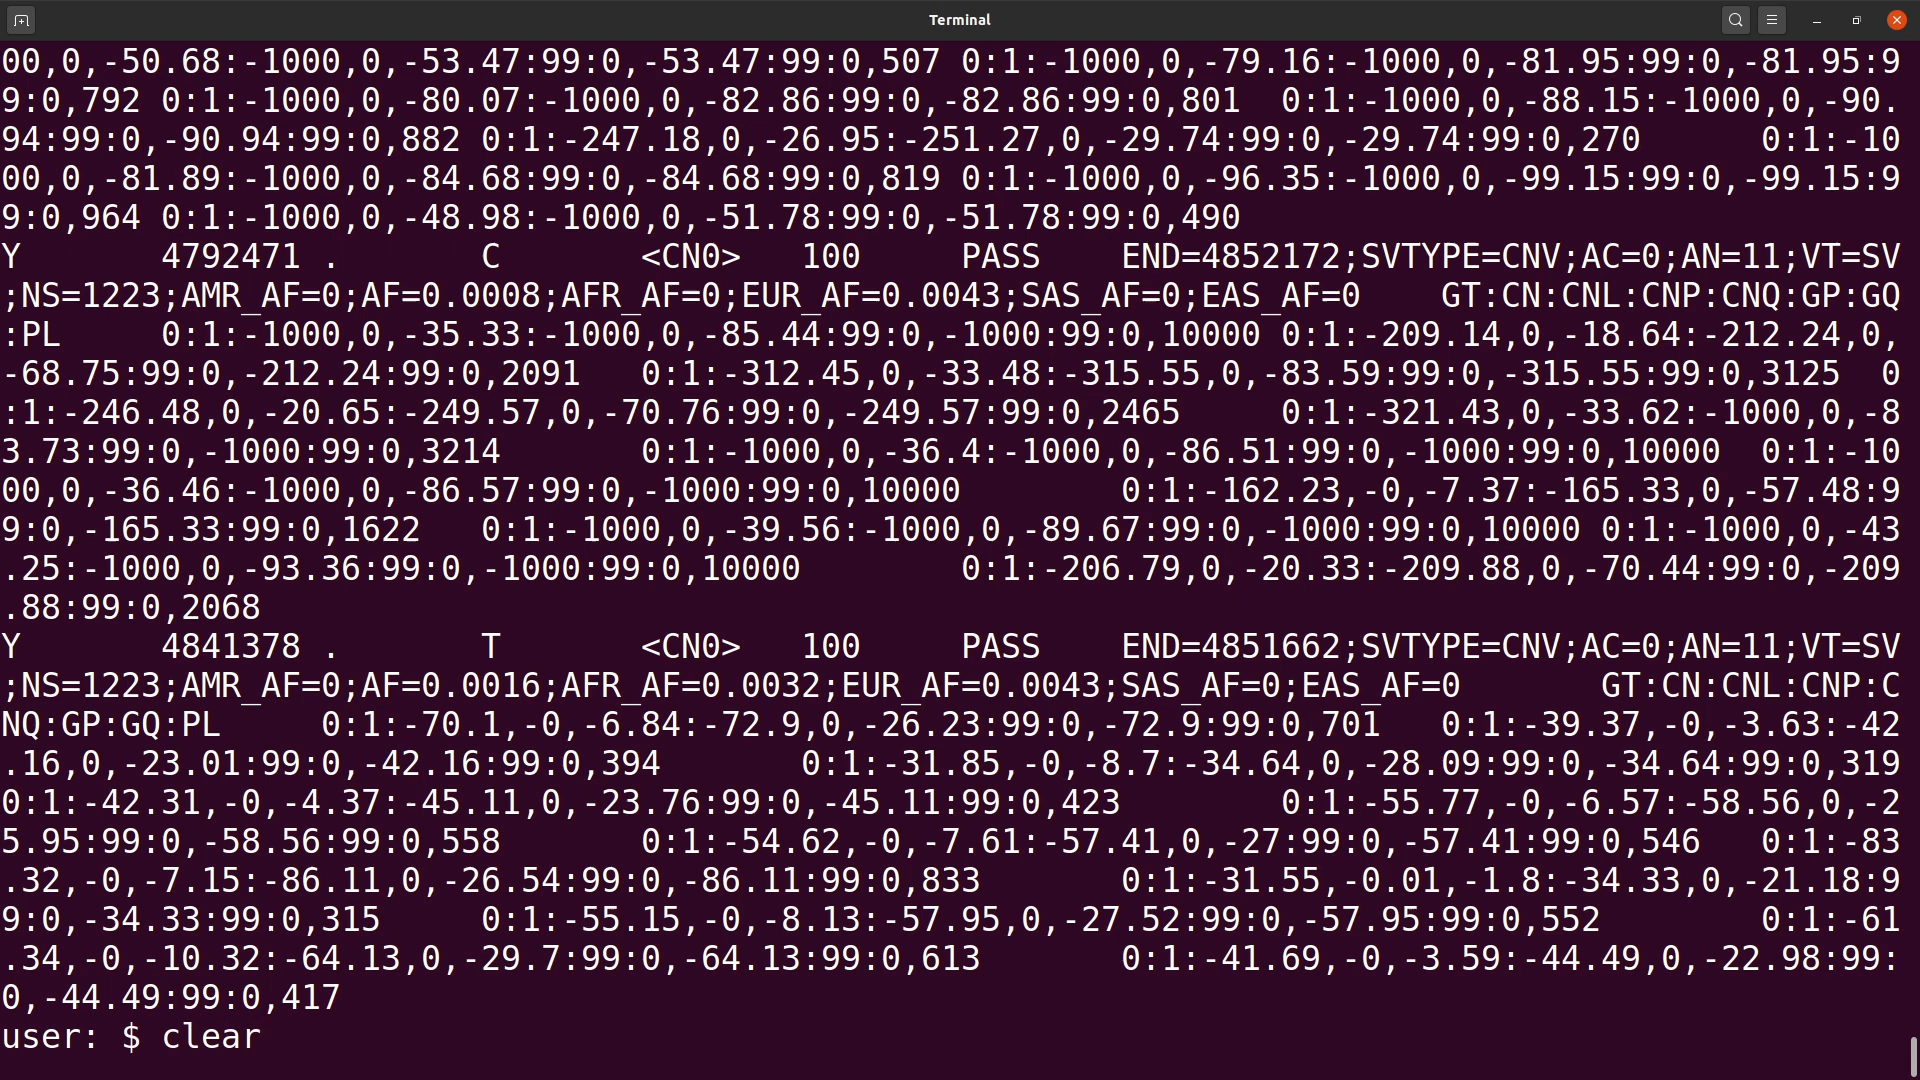 Terminal
00,0,-50.68:-1000,0,-53.47:99:0,-53.47:99:0,507 0:1:-1000,0,-79.16:-1000,0,-81.95:99:0,-81.95:9
9:0,792 0:1:-1000,0,-80.07:-1000,0,-82.86:99:0,-82.86:99:0,801  0:1:-1000,0,-88.15:-1000,0,-90.
94:99:0,-90.94:99:0,882 0:1:-247.18,0,-26.95:-251.27,0,-29.74:99:0,-29.74:99:0,270      0:1:-10
00,0,-81.89:-1000,0,-84.68:99:0,-84.68:99:0,819 0:1:-1000,0,-96.35:-1000,0,-99.15:99:0,-99.15:9
9:0,964 0:1:-1000,0,-48.98:-1000,0,-51.78:99:0,-51.78:99:0,490
Y       4792471 .       C       <CN0>   100     PASS    END=4852172;SVTYPE=CNV;AC=0;AN=11;VT=SV
;NS=1223;AMR_AF=0;AF=0.0008;AFR_AF=0;EUR_AF=0.0043;SAS_AF=0;EAS_AF=0    GT:CN:CNL:CNP:CNQ:GP:GQ
:PL     0:1:-1000,0,-35.33:-1000,0,-85.44:99:0,-1000:99:0,10000 0:1:-209.14,0,-18.64:-212.24,0,
-68.75:99:0,-212.24:99:0,2091   0:1:-312.45,0,-33.48:-315.55,0,-83.59:99:0,-315.55:99:0,3125  0
:1:-246.48,0,-20.65:-249.57,0,-70.76:99:0,-249.57:99:0,2465     0:1:-321.43,0,-33.62:-1000,0,-8
3.73:99:0,-1000:99:0,3214       0:1:-1000,0,-36.4:-1000,0,-86.51:99:0,-1000:99:0,10000  0:1:-10
00,0,-36.46:-1000,0,-86.57:99:0,-1000:99:0,10000        0:1:-162.23,-0,-7.37:-165.33,0,-57.48:9
9:0,-165.33:99:0,1622   0:1:-1000,0,-39.56:-1000,0,-89.67:99:0,-1000:99:0,10000 0:1:-1000,0,-43
.25:-1000,0,-93.36:99:0,-1000:99:0,10000        0:1:-206.79,0,-20.33:-209.88,0,-70.44:99:0,-209
.88:99:0,2068
Y       4841378 .       T       <CN0>   100     PASS    END=4851662;SVTYPE=CNV;AC=0;AN=11;VT=SV
;NS=1223;AMR_AF=0;AF=0.0016;AFR_AF=0.0032;EUR_AF=0.0043;SAS_AF=0;EAS_AF=0       GT:CN:CNL:CNP:C
NQ:GP:GQ:PL     0:1:-70.1,-0,-6.84:-72.9,0,-26.23:99:0,-72.9:99:0,701   0:1:-39.37,-0,-3.63:-42
.16,0,-23.01:99:0,-42.16:99:0,394       0:1:-31.85,-0,-8.7:-34.64,0,-28.09:99:0,-34.64:99:0,319
0:1:-42.31,-0,-4.37:-45.11,0,-23.76:99:0,-45.11:99:0,423        0:1:-55.77,-0,-6.57:-58.56,0,-2
5.95:99:0,-58.56:99:0,558       0:1:-54.62,-0,-7.61:-57.41,0,-27:99:0,-57.41:99:0,546   0:1:-83
.32,-0,-7.15:-86.11,0,-26.54:99:0,-86.11:99:0,833       0:1:-31.55,-0.01,-1.8:-34.33,0,-21.18:9
9:0,-34.33:99:0,315     0:1:-55.15,-0,-8.13:-57.95,0,-27.52:99:0,-57.95:99:0,552        0:1:-61
.34,-0,-10.32:-64.13,0,-29.7:99:0,-64.13:99:0,613       0:1:-41.69,-0,-3.59:-44.49,0,-22.98:99:
0,-44.49:99:0,417
user: $ clear